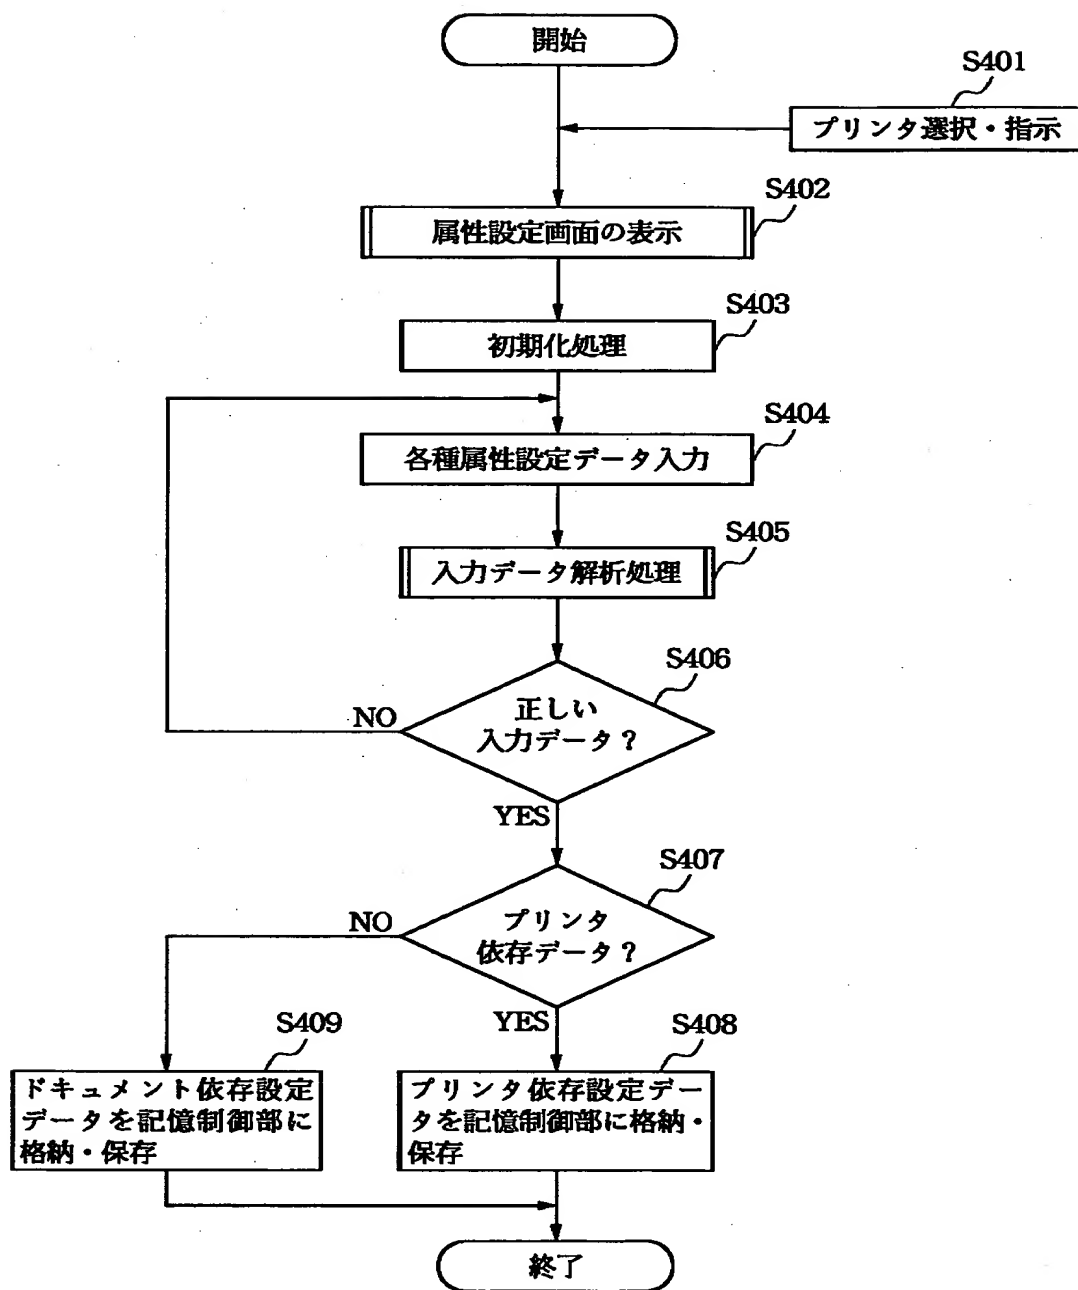 開始
S401
プリンタ選択・指示
S402
属性設定画面の表示
S403
初期化処理
S404
各種属性設定データ入力
S405
入力データ解析処理
S406
正しい
入力データ?
NO
YES
S407
プリンタ
依存データ?
NO
YES
S409
ドキュメント依存設定
データを記憶制御部に
格納・保存
S408
プリンタ依存設定デー
タを記憶制御部に格納・
保存
終了